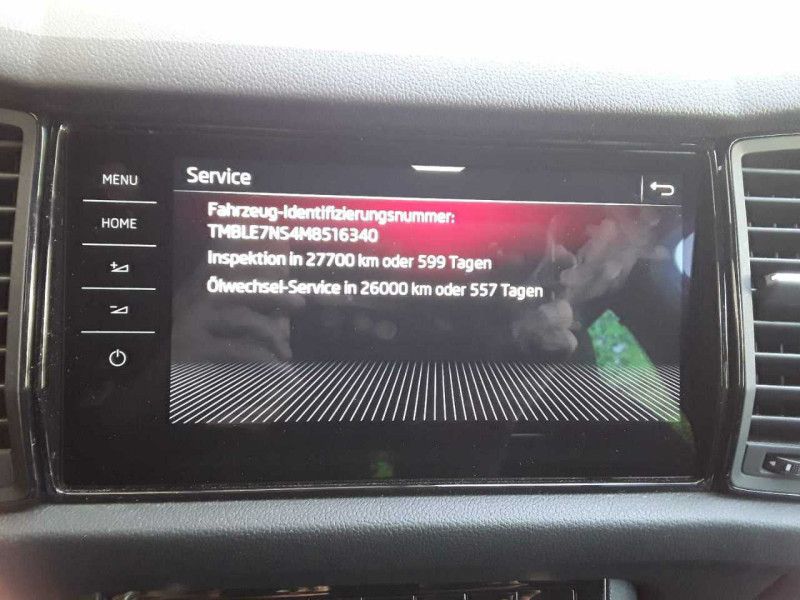 Service
MENU
HOME
Fahrzeug-Identifizierungsnummer:
TMBLE7NS4M8516340
Inspektion in 27700 km oder 599 Tagen
Ölwechsel-Service in 26000 km oder 557 Tagen